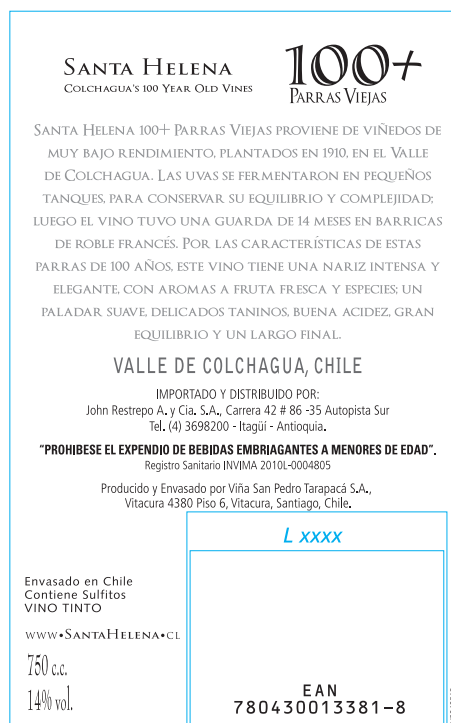 SANTA HELENA
COLCHAGUA'S 100 YEAR OLD VINES
100+
PARRAS VIEJAS
SANTA HELENA 100+ PARRAS VIEJAS PROVIENE DE VIÑEDOS DE
MUY BAJO RENDIMIENTO, PLANTADOS EN 1910, EN EL VALLE
DE COLCHAGUA. LAS UVAS SE FERMENTARON EN PEQUEÑOS
TANQUES, PARA CONSERVAR SU EQUILIBRIO Y COMPLEJIDAD;
LUEGO EL VINO TUVO UNA GUARDA DE 14 MESES EN BARRICAS
DE ROBLE FRANCÉS. POR LAS CARACTERÍSTICAS DE ESTAS
PARRAS DE 100 AÑOS, ESTE VINO TIENE UNA NARIZ INTENSA Y
ELEGANTE, CON AROMAS A FRUTA FRESCA Y ESPECIES; UN
PALADAR SUAVE, DELICADOS TANINOS, BUENA ACIDEZ, GRAN
EQUILIBRIO Y UN LARGO FINAL.
VALLE DE COLCHAGUA, CHILE
IMPORTADO Y DISTRIBUIDO POR:
John Restrepo A. y Cia. S.A., Carrera 42 # 86 -35 Autopista Sur
Tel. (4) 3698200 - Itagüí - Antioquia.
"PROHIBESE EL EXPENDIO DE BEBIDAS EMBRIAGANTES A MENORES DE EDAD".
Registro Sanitario INVIMA 2010L-0004805
Producido y Envasado por Viña San Pedro Tarapacá S.A.,
Vitacura 4380 Piso 6, Vitacura, Santiago, Chile.
L xxxx
Envasado en Chile
Contiene Sulfitos
VINO TINTO
WWW•SANTAHELENA•CL
750 c.c.
14% vol.
EAN
780430013381-8